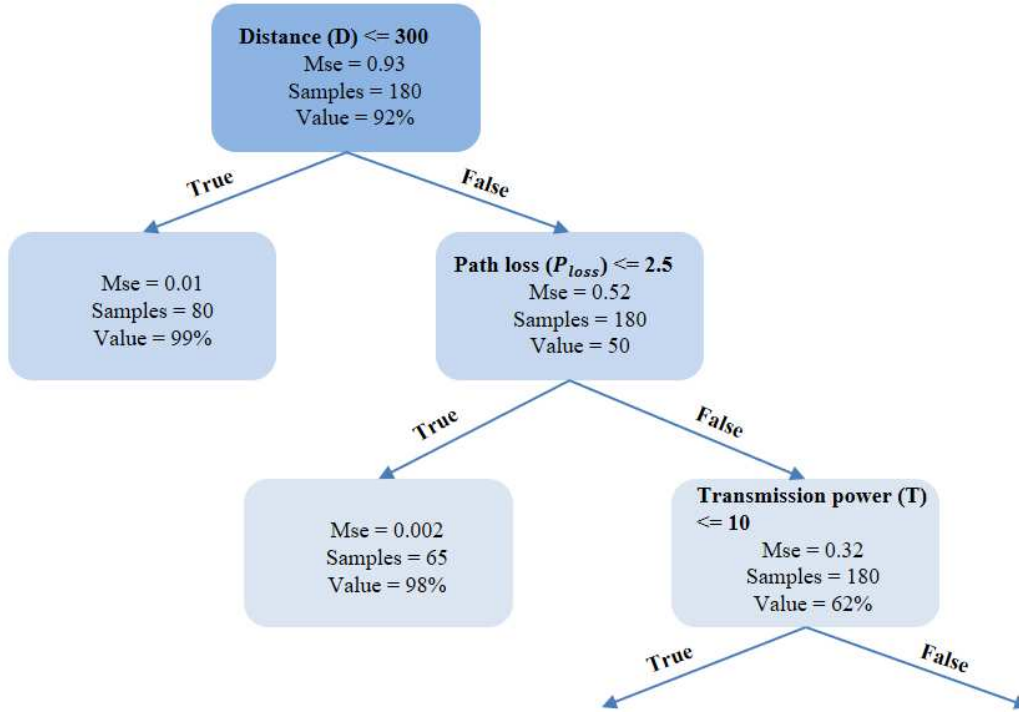 Distance (D) <= 300
Mse = 0.93
Samples = 180
Value = 92%
True
False
Mse = 0.01
Samples = 80
Value = 99%
Path loss (P_loss) <= 2.5
Mse = 0.52
Samples = 180
Value = 50
True
False
Mse = 0.002
Samples = 65
Value = 98%
Transmission power (T)
<= 10
Mse = 0.32
Samples = 180
Value = 62%
True
False